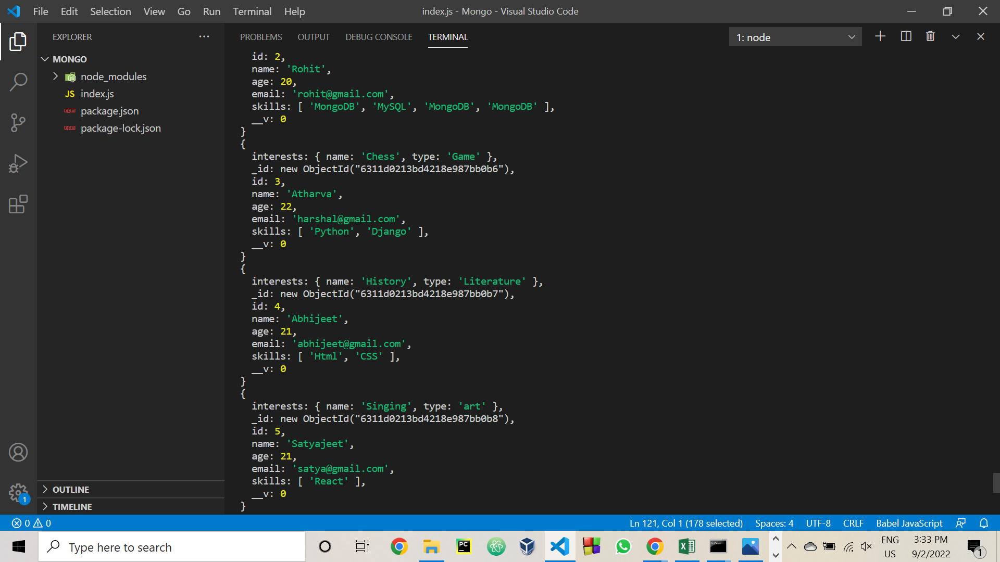 File Edit Selection View Go Run Terminal Help
index.js - Mongo - Visual Studio Code
EXPLORER
MONGO
node_modules
JS index.js
package.json
package-lock.json
OUTLINE
TIMELINE
1
PROBLEMS OUTPUT DEBUG CONSOLE TERMINAL
1: node
id: 2,
name: 'Rohit',
age: 20,
email: 'rohit@gmail.com',
skills: [ 'MongoDB', 'MySQL', 'MongoDB', 'MongoDB' ],
__v: 0
}
{
interests: { name: 'Chess', type: 'Game' },
_id: new ObjectId("6311d0213bd4218e987bb0b6"),
id: 3,
name: 'Atharva',
age: 22,
email: 'harshal@gmail.com',
skills: [ 'Python', 'Django' ],
__v: 0
}
{
interests: { name: 'History', type: 'Literature' },
_id: new ObjectId("6311d0213bd4218e987bb0b7"),
id: 4,
name: 'Abhijeet',
age: 21,
email: 'abhijeet@gmail.com',
skills: [ 'Html', 'CSS' ],
__v: 0
}
{
interests: { name: 'Singing', type: 'art' },
_id: new ObjectId("6311d0213bd4218e987bb0b8"),
id: 5,
name: 'Satyajeet',
age: 21,
email: 'satya@gmail.com',
skills: [ 'React' ],
__v: 0
}
0 0
Ln 121, Col 1 (178 selected) Spaces: 4 UTF-8 CRLF Babel JavaScript
Type here to search
PC
ENG
US
3:33 PM
9/2/2022
1